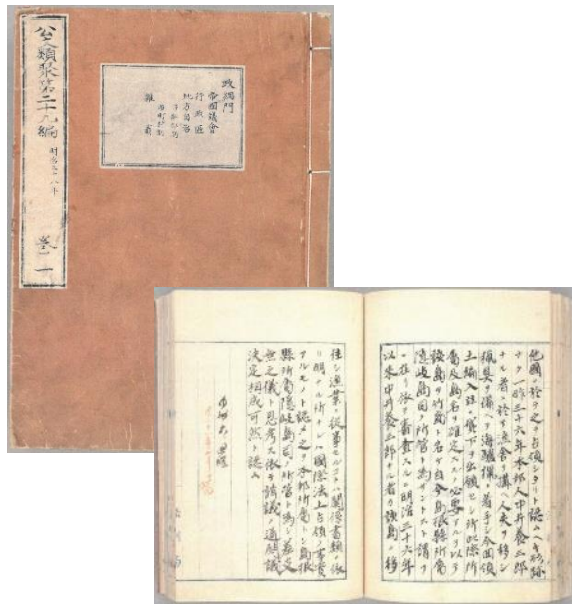 公文類聚第二十九編
明治三十八年
巻一
政綱門
帝國議會
行政區
地方自治
他國ニ於テ之ヲ占領シタリト認ムヘキ形迹
ナク一昨三十六年本邦人中井養三郎
ナル者ニ於テ漁舎ヲ構ヘ人夫ヲ移シ
猟具ヲ備ヘテ海驢猟ニ着手シ今回領
土編入並ニ貸下ヲ出願セシ所此際所
属及島名ヲ確定スルノ必要アルヲ以テ
該島ヲ竹島ト名ケ自今島根縣所属
隠岐島司ノ所管ト為サントスト謂フ
ニ在リ依テ審査スルニ明治三十六年
以来中井養三郎ナル者該島ニ移
住シ漁業ニ従事セルコトハ関係書類ニ依
リ明ナル所ナルハ國際法上占領ノ事實
アルモノト認メ之ヲ本邦所属トシ島根
縣所属隠岐島司ノ所管ト為シ差支
無之儀ト思考ス依テ請議ノ通閣議
決定相成可然ト認ム